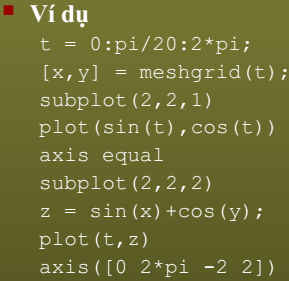 Ví dụ
t = 0:pi/20:2*pi;
[x,y] = meshgrid(t);
subplot(2,2,1)
plot(sin(t),cos(t))
axis equal
subplot(2,2,2)
z = sin(x)+cos(y);
plot(t,z)
axis([0 2*pi -2 2])